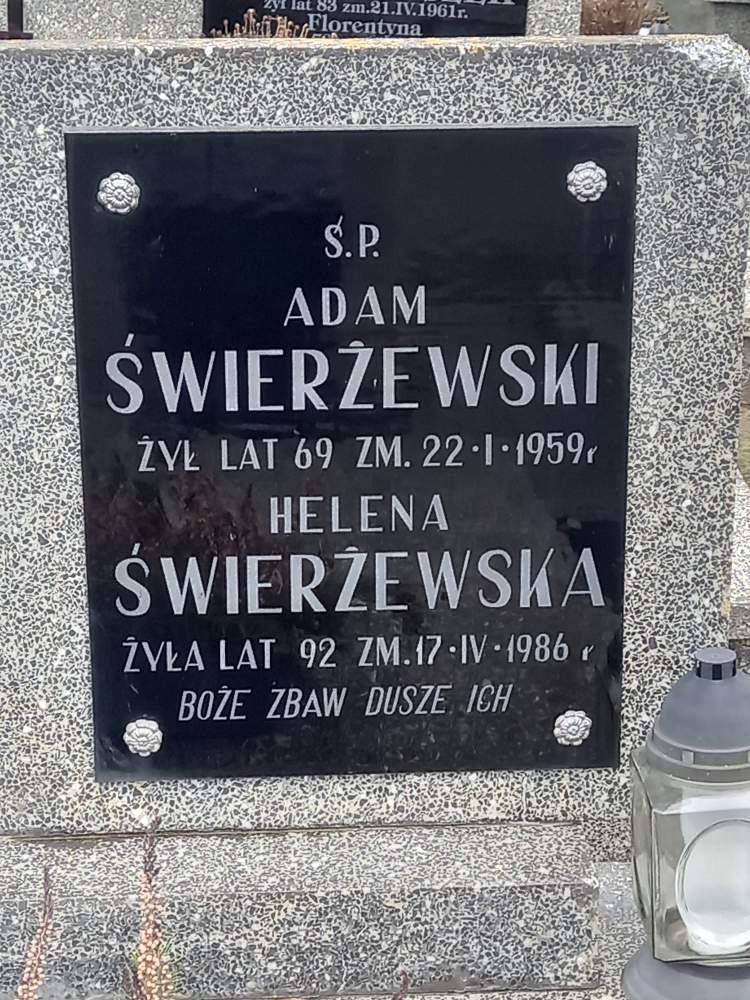 żył lat 83 zm.21.IV.1961r.
Florentyna
Ś.P.
ADAM
ŚWIERŻEWSKI
ŻYŁ LAT 69 ZM. 22·I·1959r
HELENA
ŚWIERŻEWSKA
ŻYŁA LAT 92 ZM.17·IV·1986 r
BOŻE ZBAW DUSZE ICH